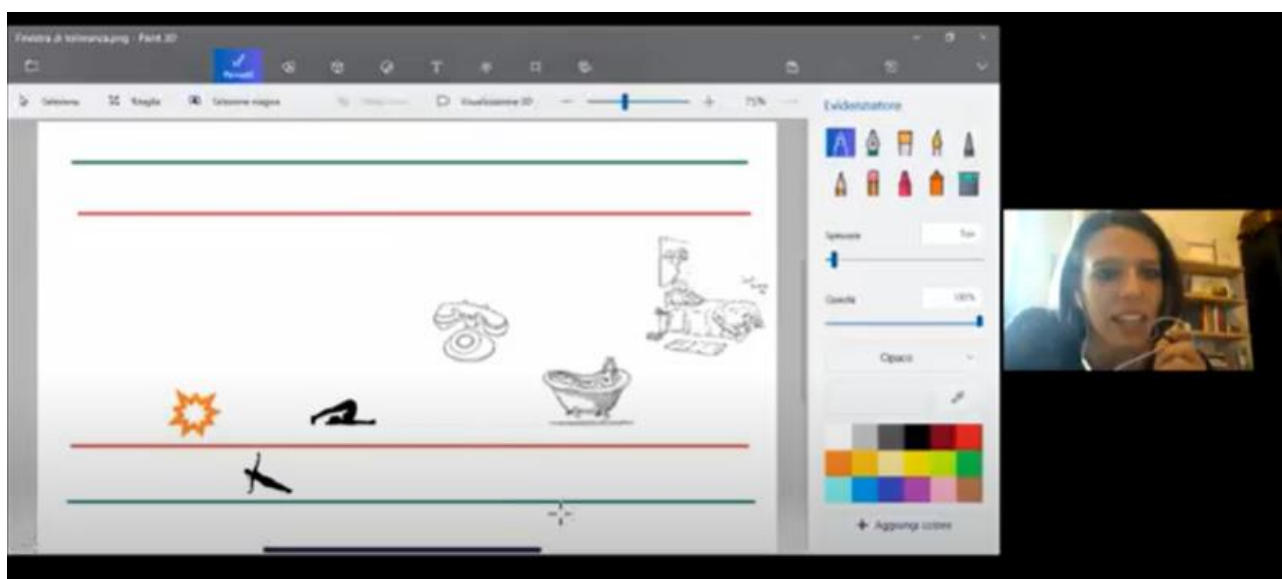 Finestra di tolleranza.png - Paint 3D
Pennelli
Seleziona Ritaglia Selezione magica Visualizzazione 3D 75%
Evidenziatore
Spessore
Opacità 100%
Opaco
Aggiungi colore